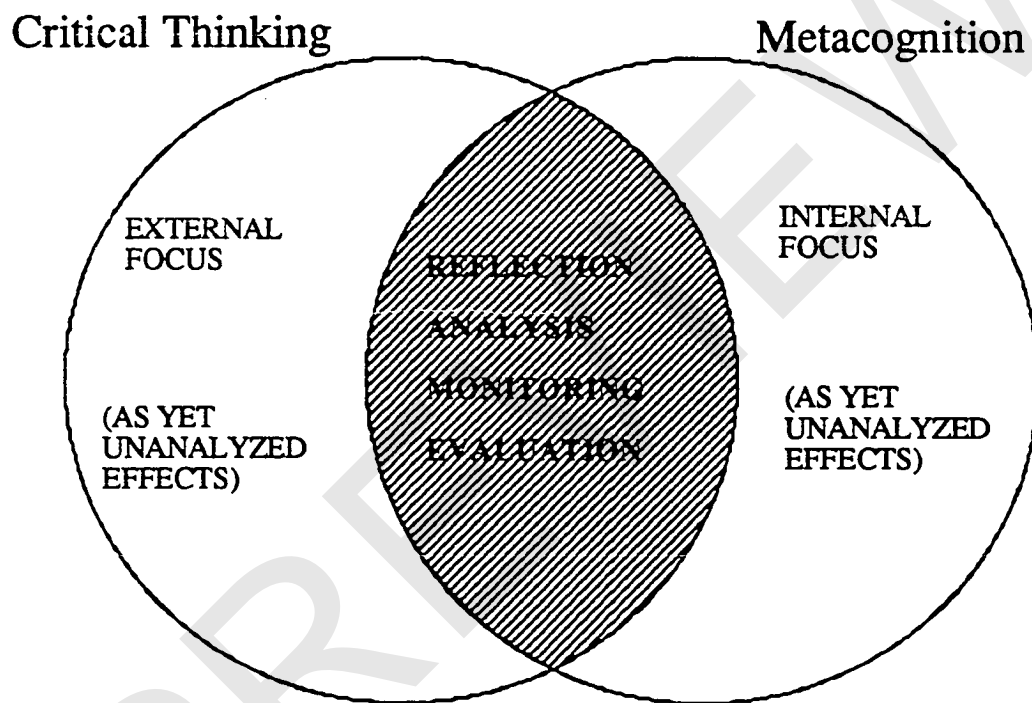 Critical Thinking
Metacognition
EXTERNAL
FOCUS
(AS YET
UNANALYZED
EFFECTS)
REFLECTION
ANALYSIS
MONITORING
EVALUATION
INTERNAL
FOCUS
(AS YET
UNANALYZED
EFFECTS)
PREVIEW